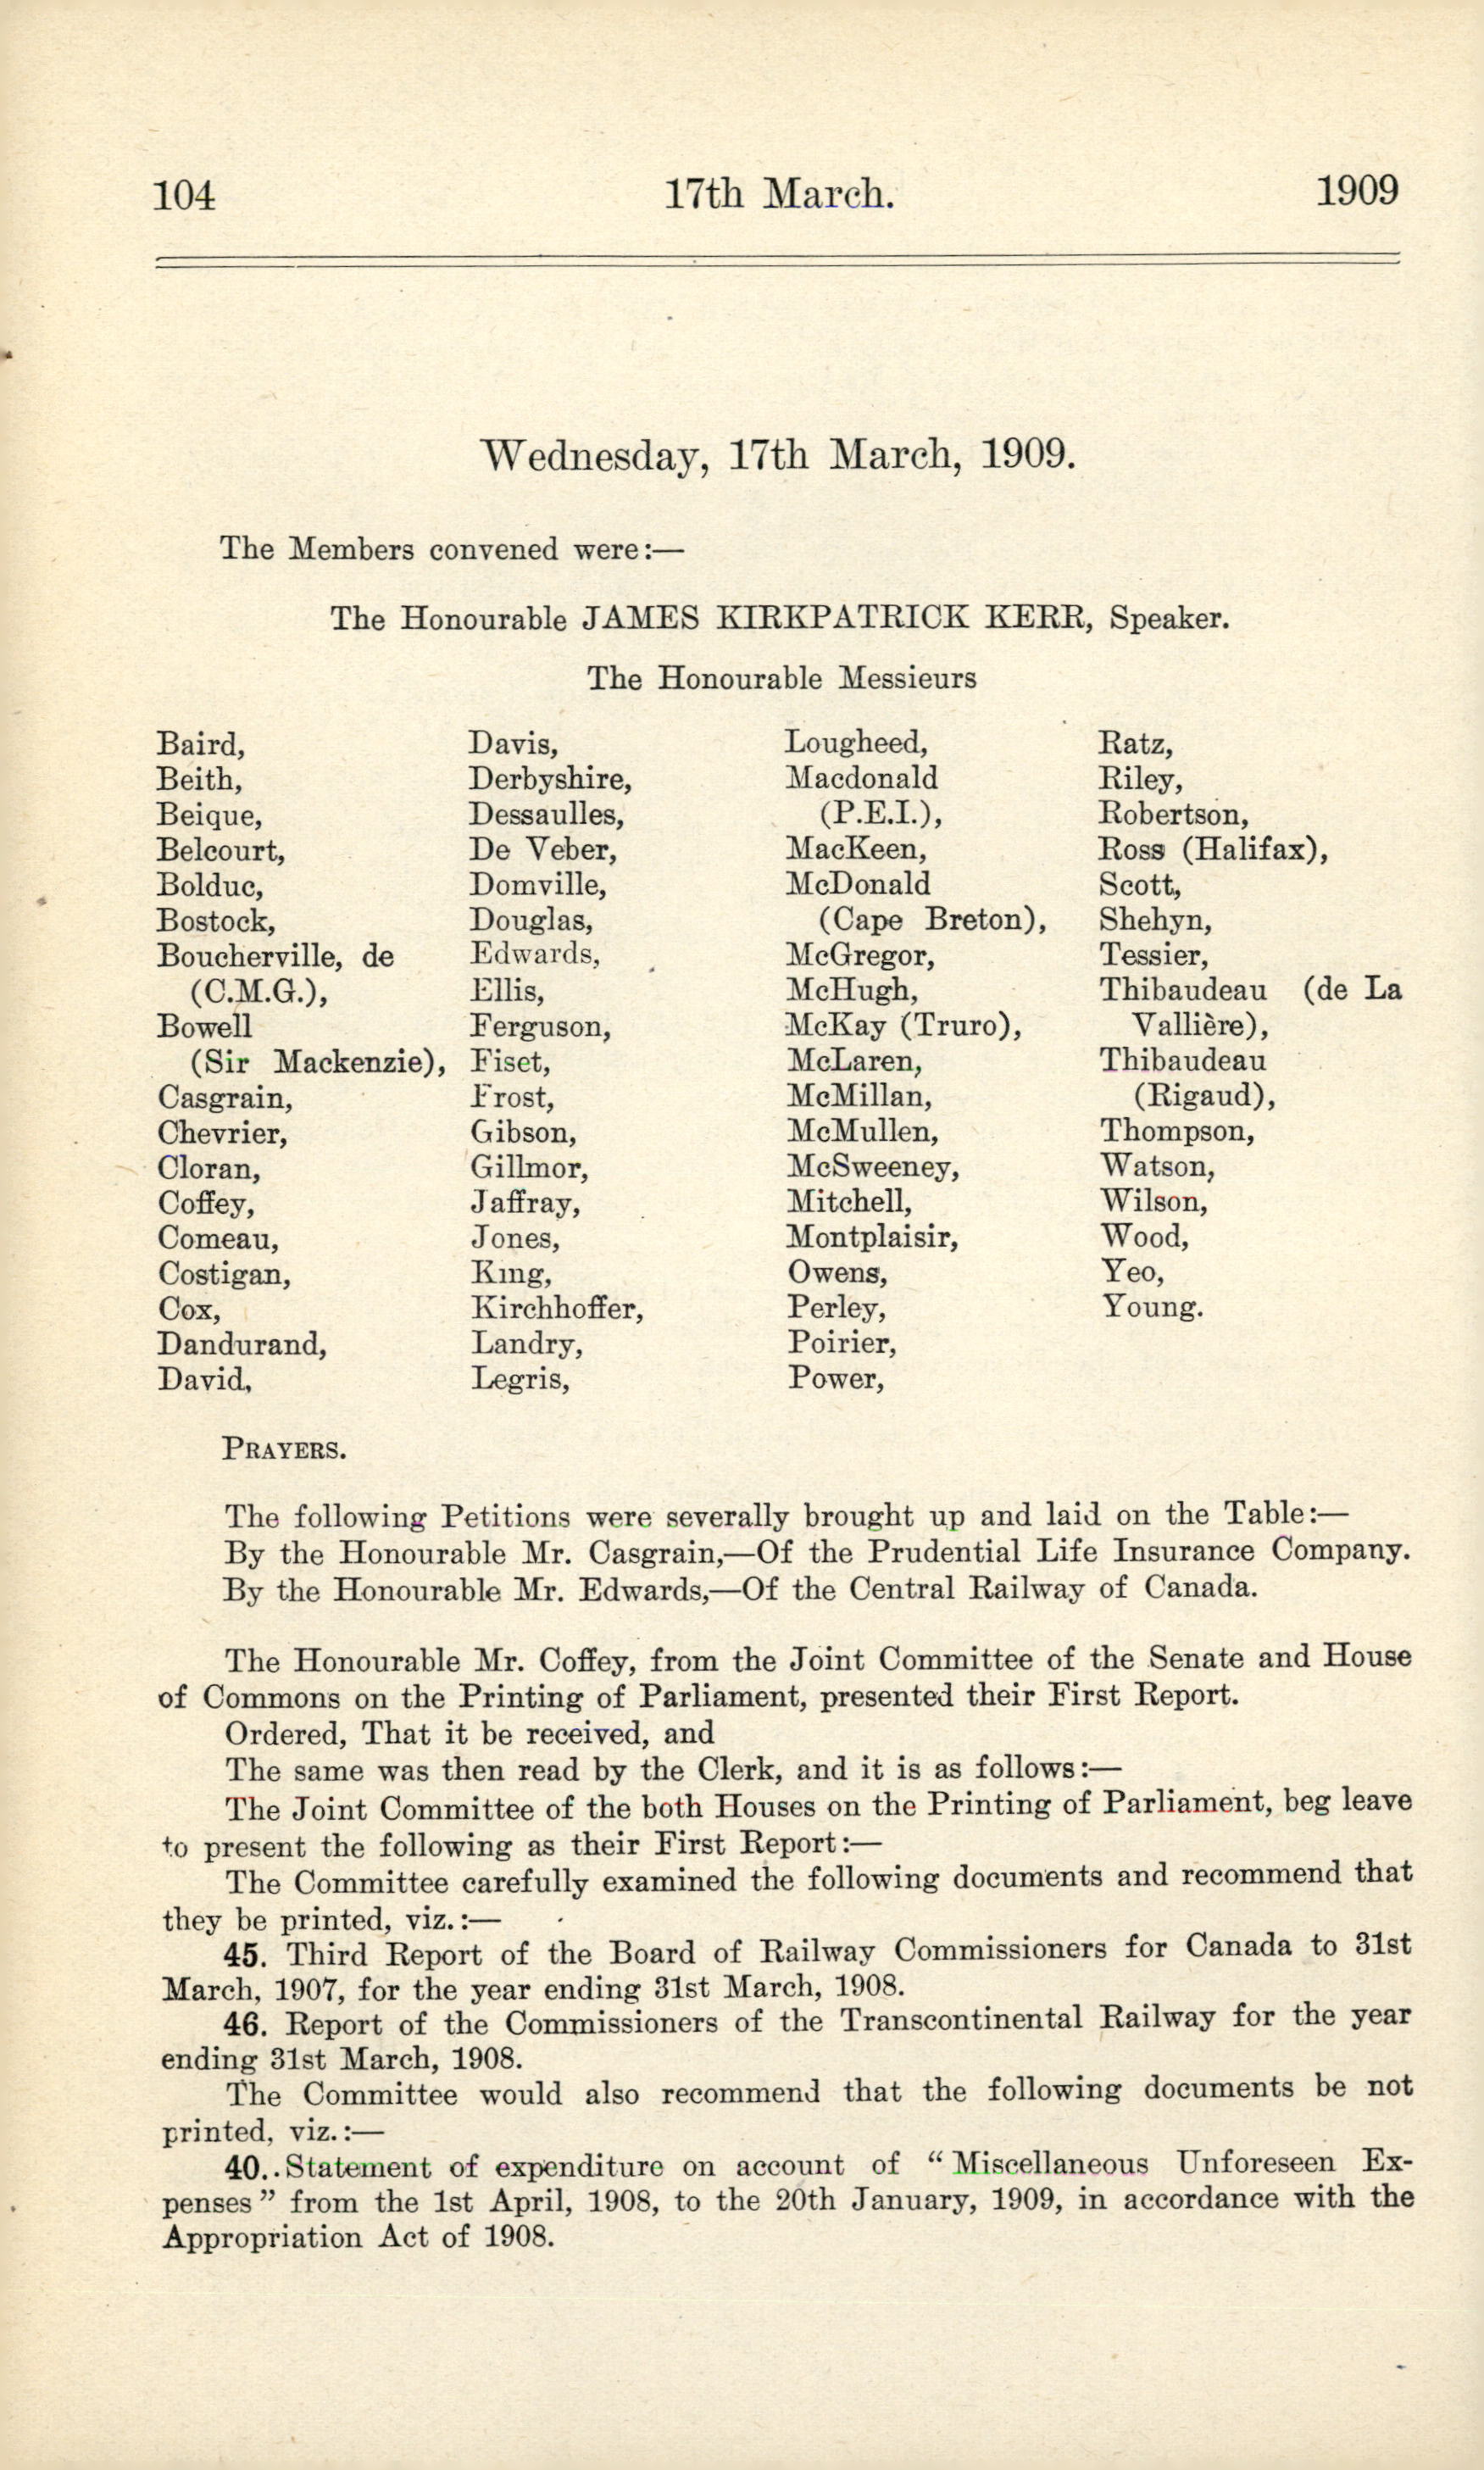 104 17th March. 1909
Wednesday, 17th March, 1909.
The Members convened were:—
The Honourable JAMES KIRKPATRICK KERR, Speaker.
The Honourable Messieurs
Baird,
Beith,
Beique,
Belcourt,
Bolduc,
Bostock,
Boucherville, de
(C.M.G.),
Bowell
(Sir Mackenzie),
Casgrain,
Chevrier,
Cloran,
Coffey,
Comeau,
Costigan,
Cox,
Dandurand,
David,
Davis,
Derbyshire,
Dessaulles,
De Veber,
Domville,
Douglas,
Edwards,
Ellis,
Ferguson,
Fiset,
Frost,
Gibson,
Gillmor,
Jaffray,
Jones,
King,
Kirchhoffer,
Landry,
Legris,
Lougheed,
Macdonald
(P.E.I.),
MacKeen,
McDonald
(Cape Breton),
McGregor,
McHugh,
McKay (Truro),
McLaren,
McMillan,
McMullen,
McSweeney,
Mitchell,
Montplaisir,
Owens,
Perley,
Poirier,
Power,
Ratz,
Riley,
Robertson,
Ross (Halifax),
Scott,
Shehyn,
Tessier,
Thibaudeau (de La
Vallière),
Thibaudeau
(Rigaud),
Thompson,
Watson,
Wilson,
Wood,
Yeo,
Young.
PRAYERS.
The following Petitions were severally brought up and laid on the Table:—
By the Honourable Mr. Casgrain,—Of the Prudential Life Insurance Company.
By the Honourable Mr. Edwards,—Of the Central Railway of Canada.
The Honourable Mr. Coffey, from the Joint Committee of the Senate and House
of Commons on the Printing of Parliament, presented their First Report.
Ordered, That it be received, and
The same was then read by the Clerk, and it is as follows:—
The Joint Committee of the both Houses on the Printing of Parliament, beg leave
to present the following as their First Report:—
The Committee carefully examined the following documents and recommend that
they be printed, viz.:—
45. Third Report of the Board of Railway Commissioners for Canada to 31st
March, 1907, for the year ending 31st March, 1908.
46. Report of the Commissioners of the Transcontinental Railway for the year
ending 31st March, 1908.
The Committee would also recommend that the following documents be not
printed, viz.:—
40..Statement of expenditure on account of “Miscellaneous Unforeseen Ex-
penses” from the 1st April, 1908, to the 20th January, 1909, in accordance with the
Appropriation Act of 1908.